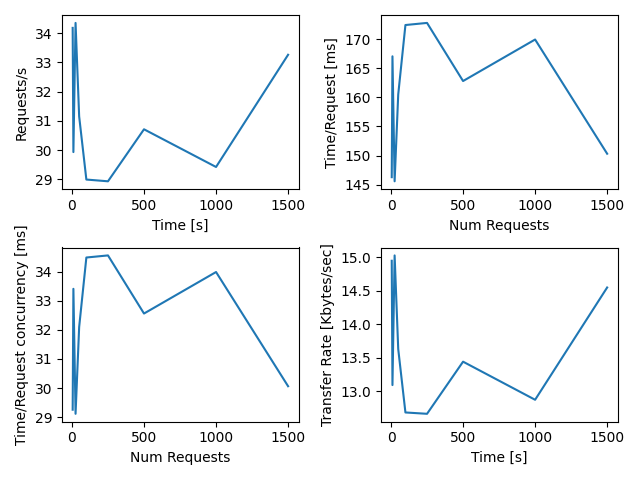 Requests/s
34
33
32
31
30
29
0 500 1000 1500
Time [s]
Time/Request [ms]
170
165
160
155
150
145
0 500 1000 1500
Num Requests
Time/Request concurrency [ms]
34
33
32
31
30
29
0 500 1000 1500
Num Requests
Transfer Rate [Kbytes/sec]
15.0
14.5
14.0
13.5
13.0
0 500 1000 1500
Time [s]